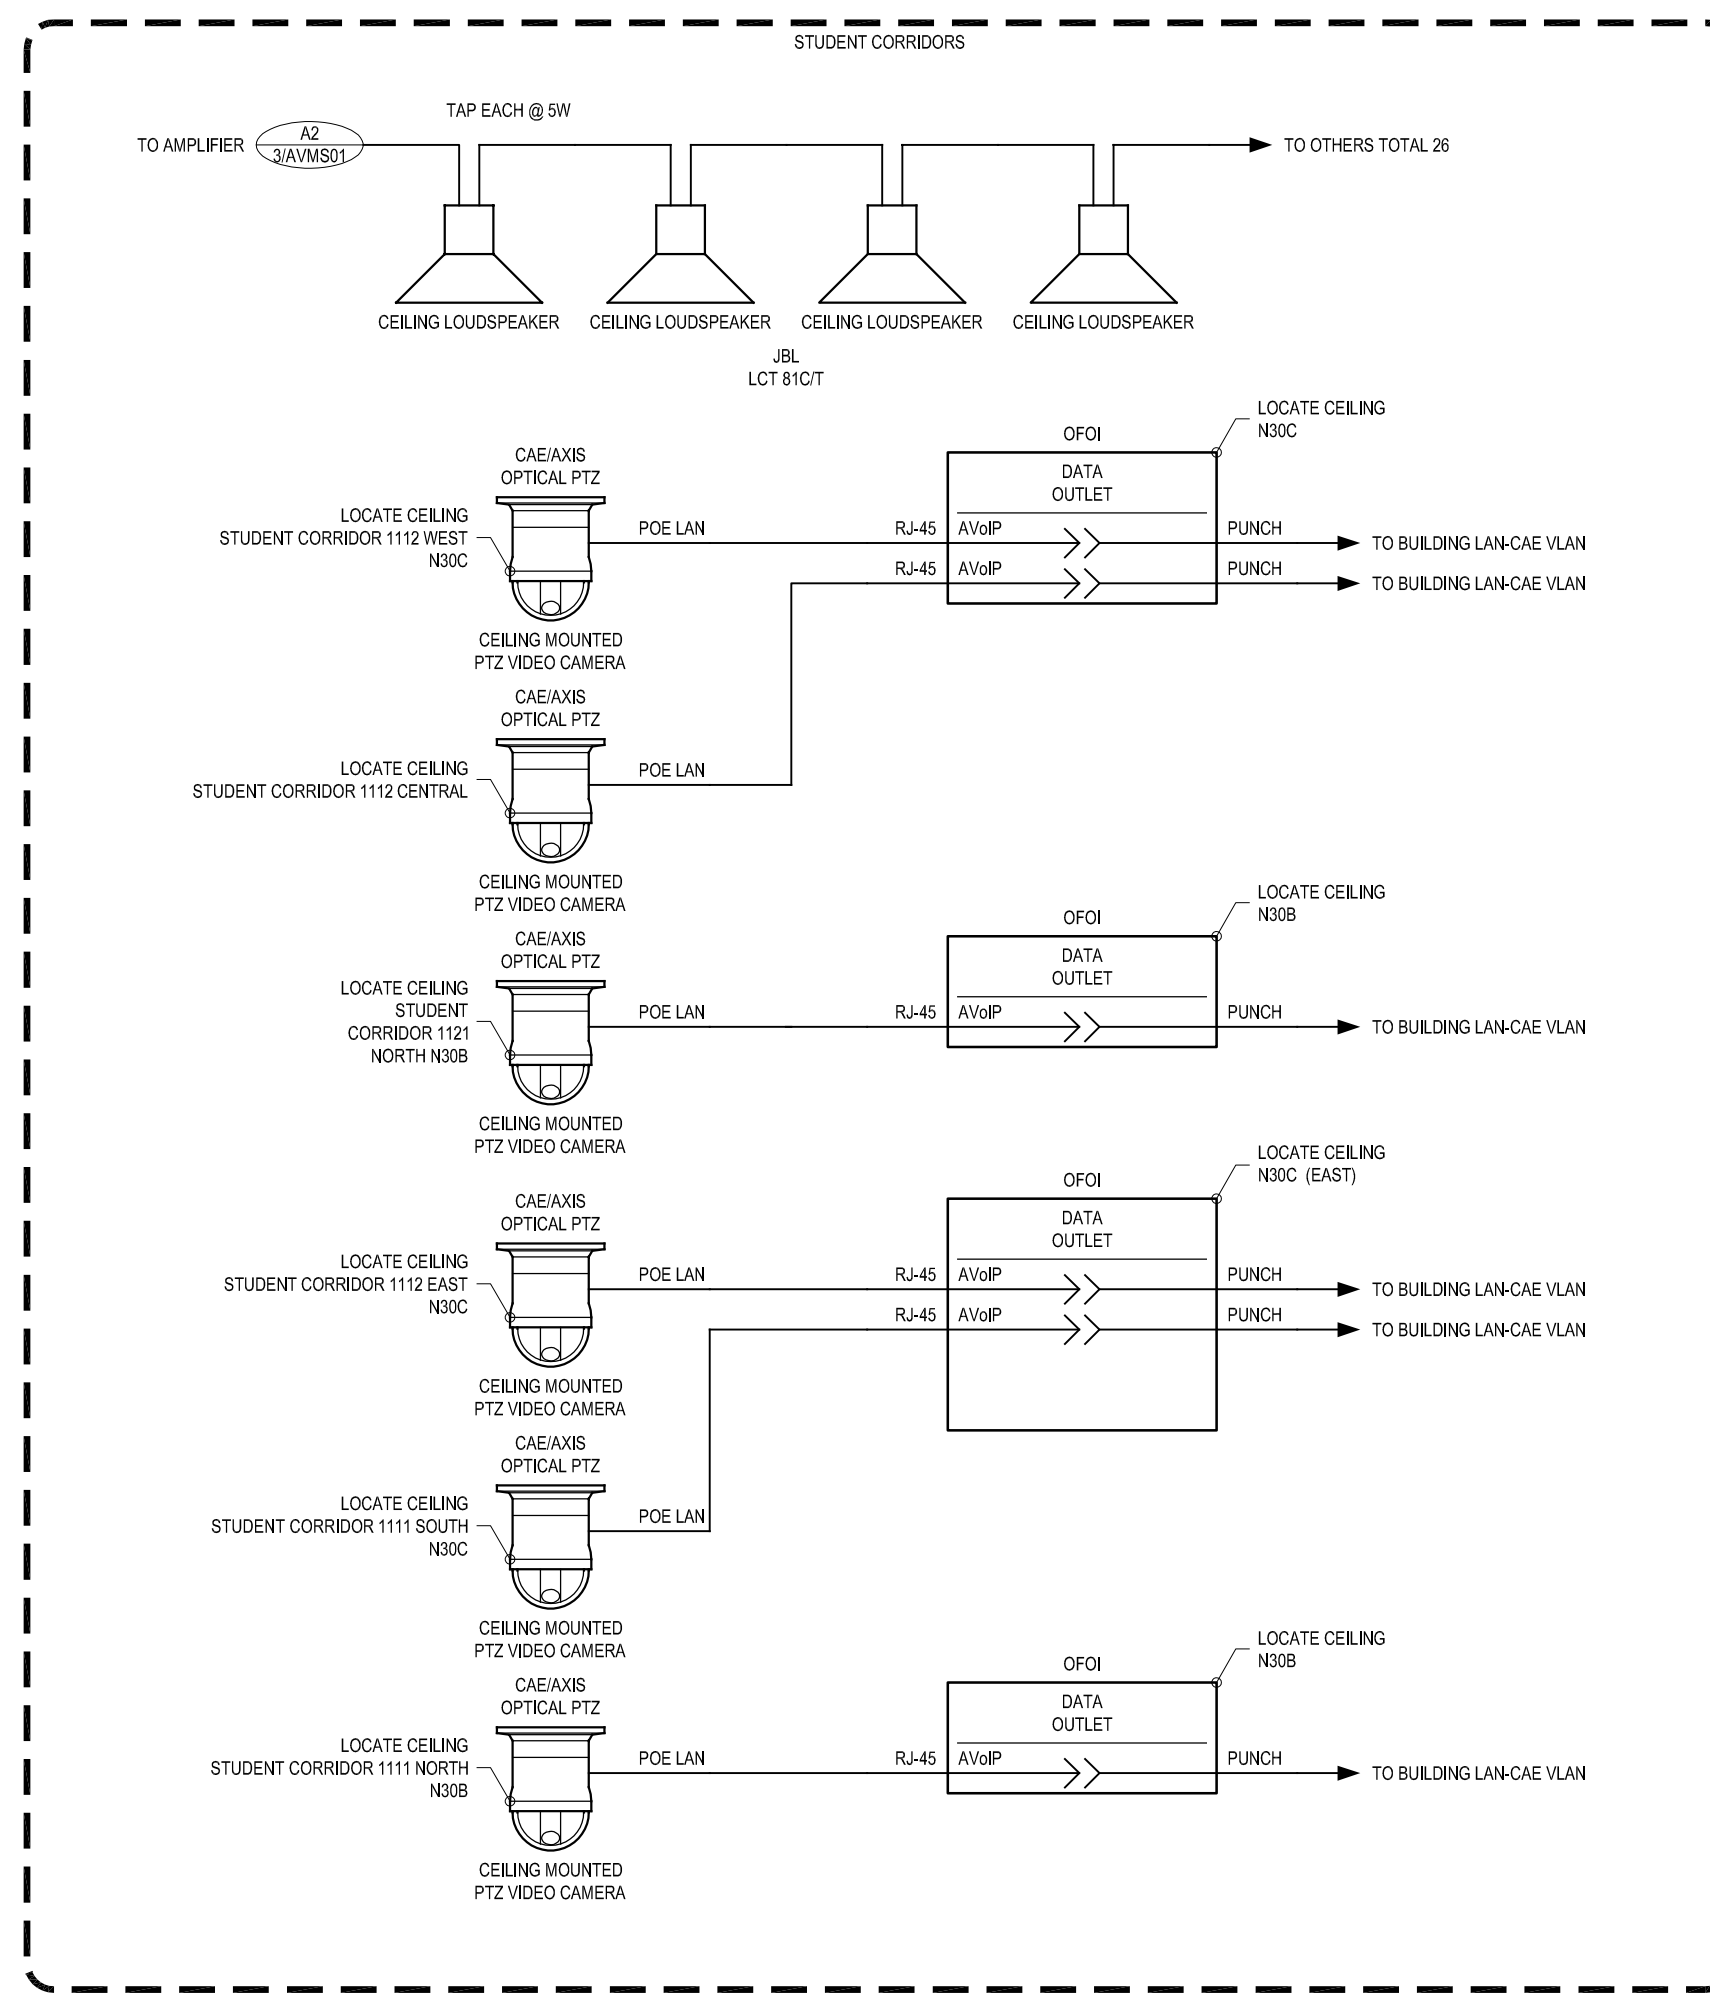 STUDENT CORRIDORS
TAP EACH @ 5W
TO AMPLIFIER
A2
3/AVMS01
TO OTHERS TOTAL 26
CEILING LOUDSPEAKER
CEILING LOUDSPEAKER
CEILING LOUDSPEAKER
CEILING LOUDSPEAKER
JBL
LCT 81C/T
LOCATE CEILING
N30C
OFOI
DATA
OUTLET
CAE/AXIS
OPTICAL PTZ
LOCATE CEILING
STUDENT CORRIDOR 1112 WEST
N30C
POE LAN
RJ-45
AVoIP
PUNCH
TO BUILDING LAN-CAE VLAN
RJ-45
AVoIP
PUNCH
TO BUILDING LAN-CAE VLAN
CEILING MOUNTED
PTZ VIDEO CAMERA
CAE/AXIS
OPTICAL PTZ
LOCATE CEILING
STUDENT CORRIDOR 1112 CENTRAL
POE LAN
CEILING MOUNTED
PTZ VIDEO CAMERA
LOCATE CEILING
N30B
OFOI
DATA
OUTLET
CAE/AXIS
OPTICAL PTZ
LOCATE CEILING
STUDENT
CORRIDOR 1121
NORTH N30B
POE LAN
RJ-45
AVoIP
PUNCH
TO BUILDING LAN-CAE VLAN
CEILING MOUNTED
PTZ VIDEO CAMERA
LOCATE CEILING
N30C (EAST)
OFOI
DATA
OUTLET
CAE/AXIS
OPTICAL PTZ
LOCATE CEILING
STUDENT CORRIDOR 1112 EAST
N30C
POE LAN
RJ-45
AVoIP
PUNCH
TO BUILDING LAN-CAE VLAN
RJ-45
AVoIP
PUNCH
TO BUILDING LAN-CAE VLAN
CEILING MOUNTED
PTZ VIDEO CAMERA
CAE/AXIS
OPTICAL PTZ
LOCATE CEILING
STUDENT CORRIDOR 1111 SOUTH
N30C
POE LAN
CEILING MOUNTED
PTZ VIDEO CAMERA
LOCATE CEILING
N30B
OFOI
DATA
OUTLET
CAE/AXIS
OPTICAL PTZ
LOCATE CEILING
STUDENT CORRIDOR 1111 NORTH
N30B
POE LAN
RJ-45
AVoIP
PUNCH
TO BUILDING LAN-CAE VLAN
CEILING MOUNTED
PTZ VIDEO CAMERA